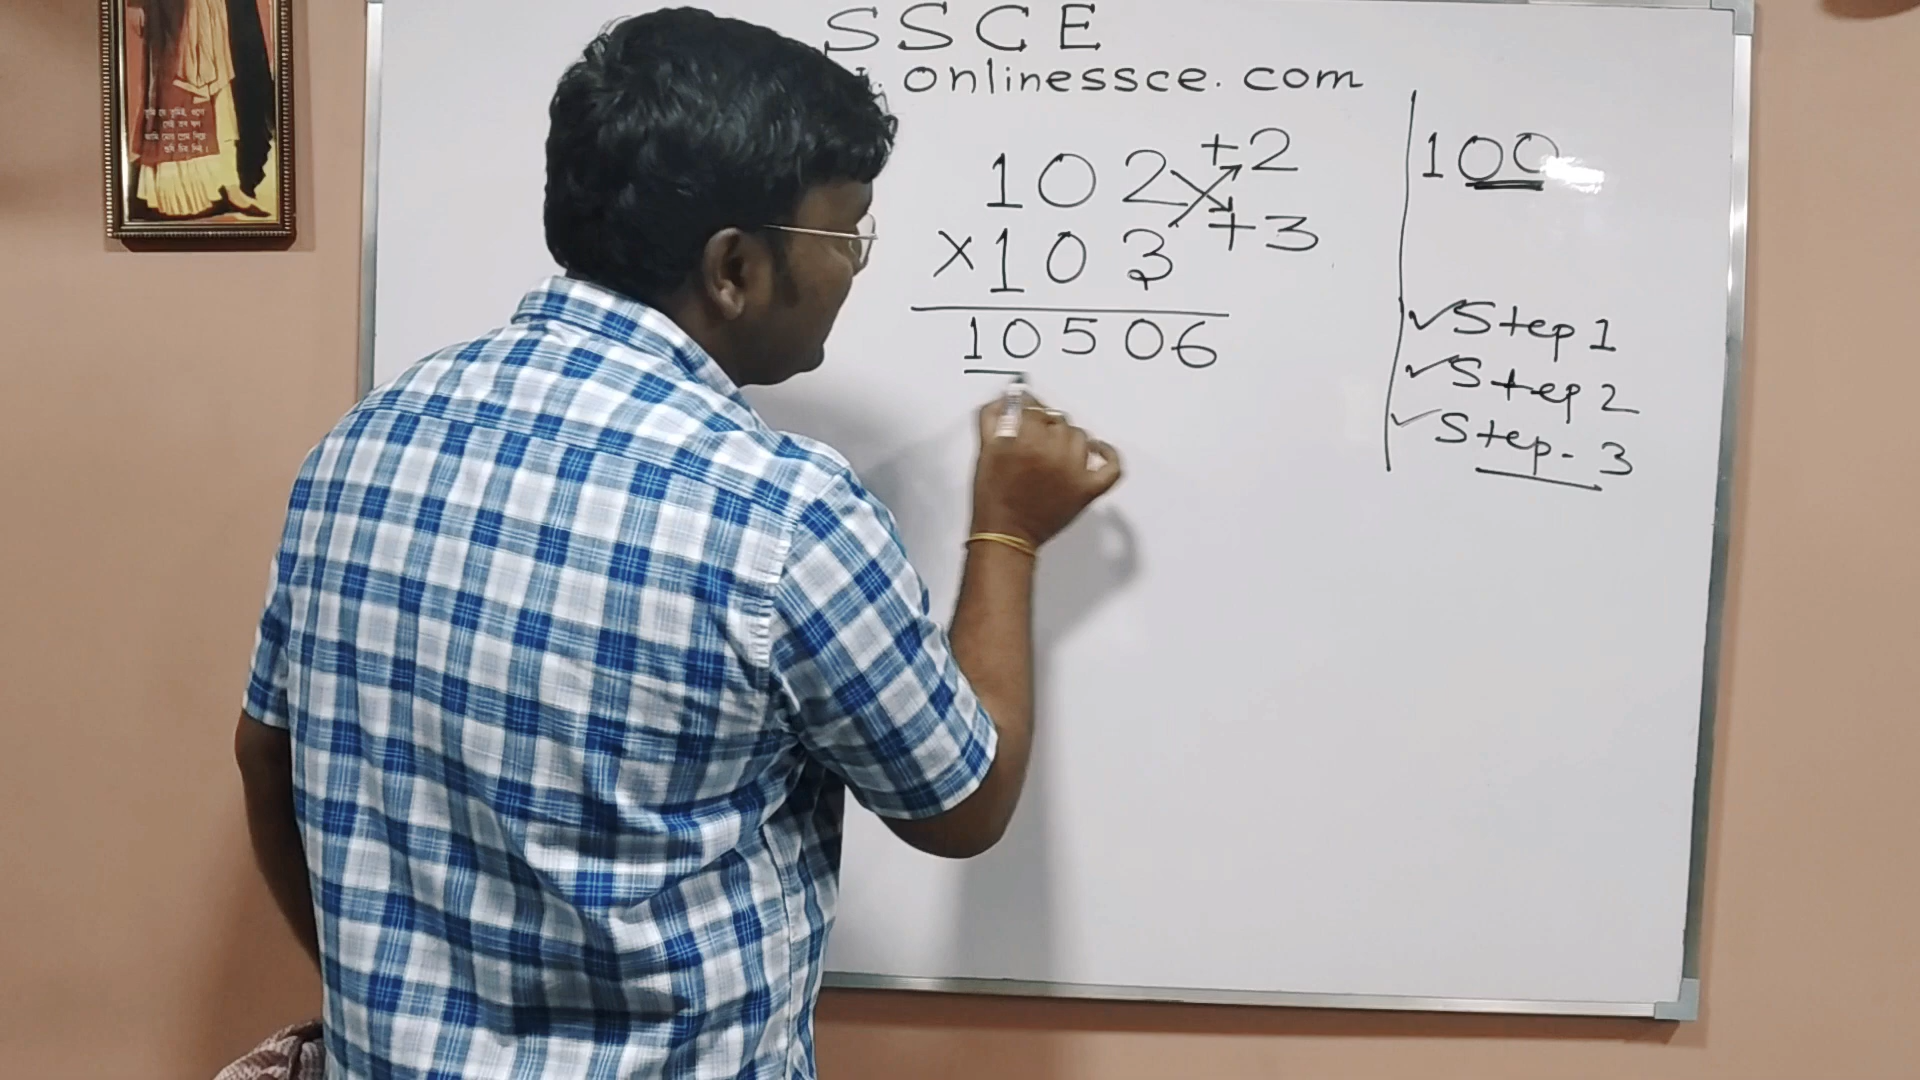 SSCE
onlinessce.com
102 +2
×103 +3
10506
100
✓Step 1
✓Step 2
✓Step-3